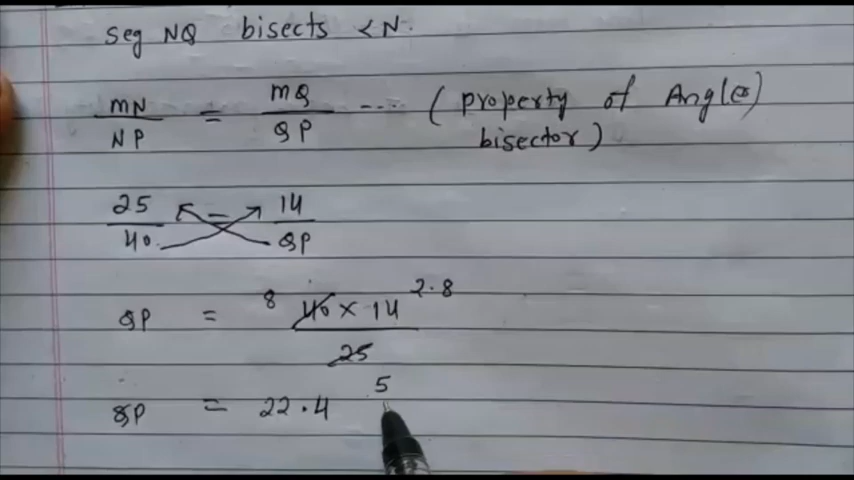 seg NQ bisects <N.
MN/NP = MQ/QP .... (property of Angle
bisector)
25/40 = 14/QP
QP = 8 40 × 14 2.8 / 25 5
QP = 22.4